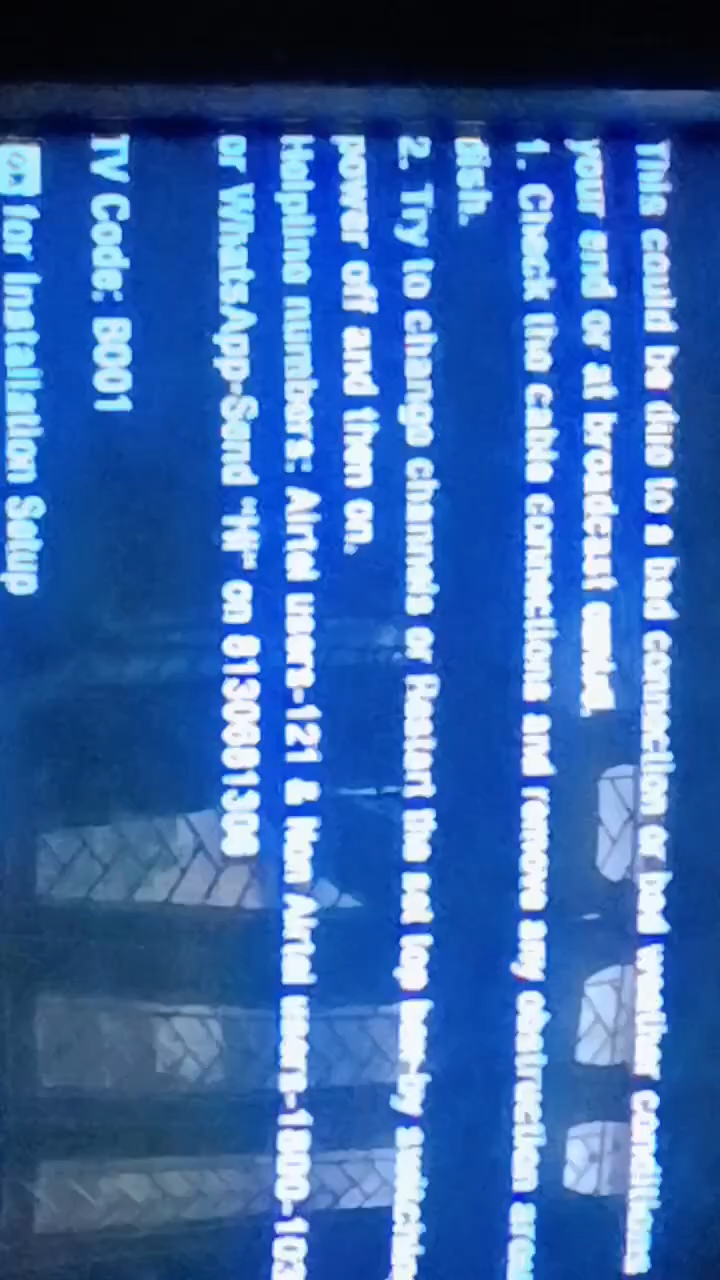 This could be due to a bad connection or bad weather conditions
your end or at broadcast end.
1. Check the cable connections and remove any obstruction
dish.
2. Try to change channels or Restart the set top box-by
power off and then on.
Helpline numbers: Airtel users-121 & Non Airtel users-1800-103
or WhatsApp-Send "Hi" on 8130881308
TV Code: B001
for Installation Setup